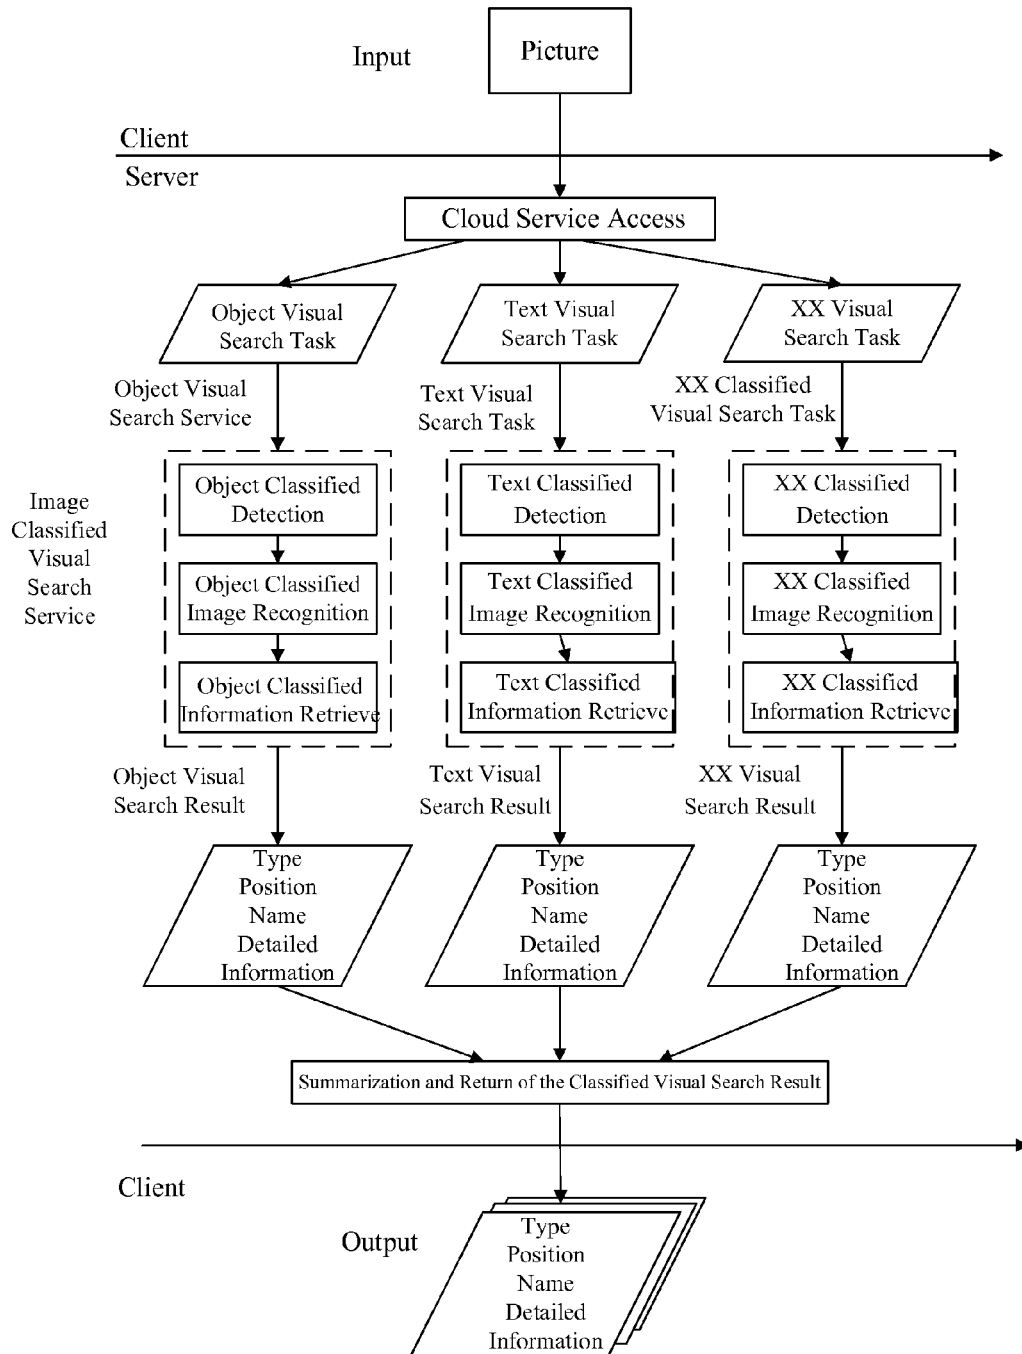 Input
Picture
Client
Server
Cloud Service Access
Object Visual
Search Task
Text Visual
Search Task
XX Visual
Search Task
Object Visual
Search Service
Text Visual
Search Task
XX Classified
Visual Search Task
Image
Classified
Visual
Search
Service
Object Classified
Detection
Object Classified
Image Recognition
Object Classified
Information Retrieve
Text Classified
Detection
Text Classified
Image Recognition
Text Classified
Information Retrieve
XX Classified
Detection
XX Classified
Image Recognition
XX Classified
Information Retrieve
Object Visual
Search Result
Text Visual
Search Result
XX Visual
Search Result
Type
Position
Name
Detailed
Information
Type
Position
Name
Detailed
Information
Type
Position
Name
Detailed
Information
Summarization and Return of the Classified Visual Search Result
Client
Output
Type
Position
Name
Detailed
Information